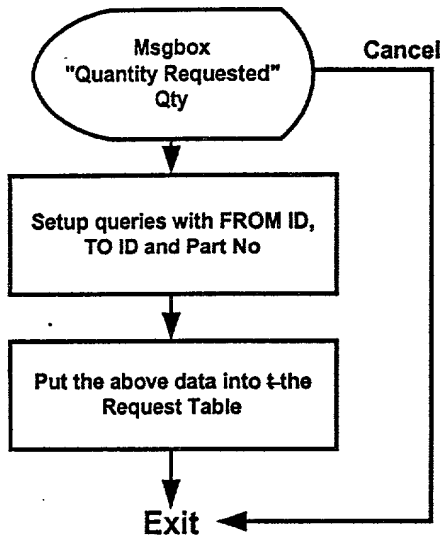 Msgbox
"Quantity Requested"
Qty
Cancel
Setup queries with FROM ID,
TO ID and Part No
Put the above data into t the
Request Table
Exit